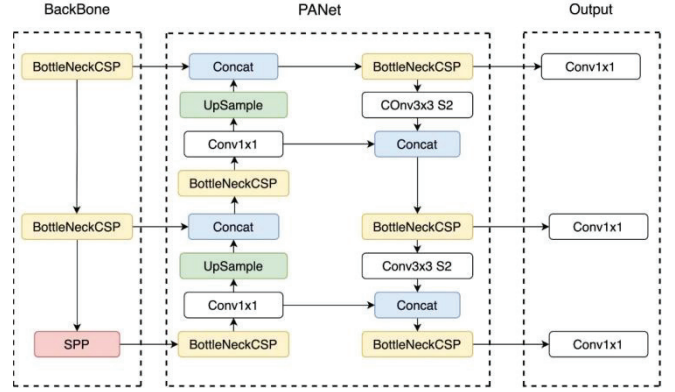 BackBone
PANet
Output
BottleNeckCSP
Concat
BottleNeckCSP
Conv1x1
UpSample
COnv3x3 S2
Conv1x1
Concat
BottleNeckCSP
BottleNeckCSP
Concat
BottleNeckCSP
Conv1x1
UpSample
Conv3x3 S2
Conv1x1
Concat
SPP
BottleNeckCSP
BottleNeckCSP
Conv1x1